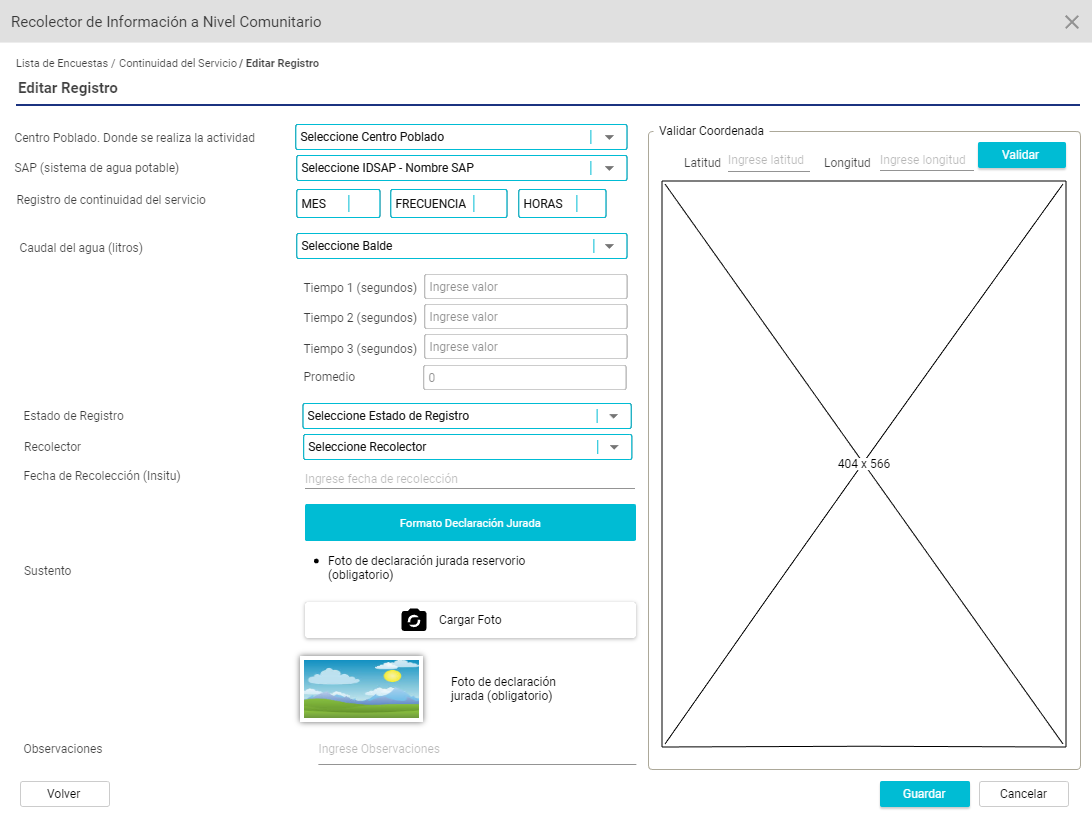 Recolector de Información a Nivel Comunitario
Lista de Encuestas / Continuidad del Servicio / Editar Registro
Editar Registro
Centro Poblado. Donde se realiza la actividad
Seleccione Centro Poblado
SAP (sistema de agua potable)
Seleccione IDSAP - Nombre SAP
Registro de continuidad del servicio
MES
FRECUENCIA
HORAS
Caudal del agua (litros)
Seleccione Balde
Tiempo 1 (segundos)
Ingrese valor
Tiempo 2 (segundos)
Ingrese valor
Tiempo 3 (segundos)
Ingrese valor
Promedio
0
Estado de Registro
Seleccione Estado de Registro
Recolector
Seleccione Recolector
Fecha de Recolección (Insitu)
Ingrese fecha de recolección
Formato Declaración Jurada
Sustento
• Foto de declaración jurada reservorio
(obligatorio)
Cargar Foto
Foto de declaración
jurada (obligatorio)
Observaciones
Ingrese Observaciones
Validar Coordenada
Latitud
Ingrese latitud
Longitud
Ingrese longitud
Validar
404 x 566
Volver
Guardar
Cancelar